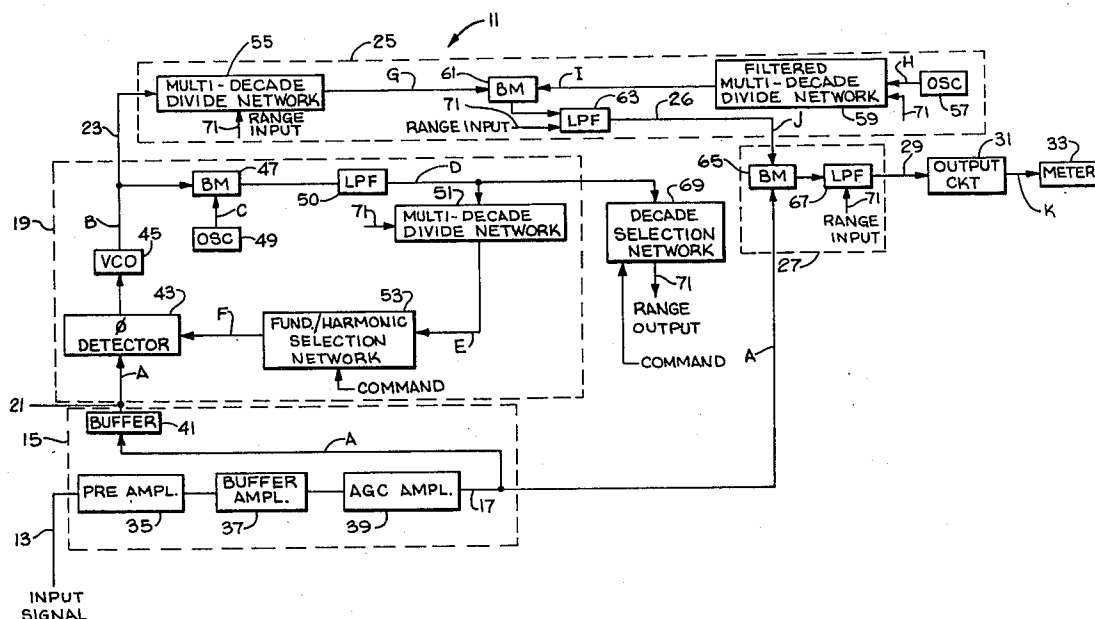 11
55
25
MULTI-DECADE
DIVIDE NETWORK
G
61
BM
I
63
FILTERED
MULTI-DECADE
DIVIDE NETWORK
H
OSC
57
71
RANGE
INPUT
71
RANGE INPUT
LPF
26
59
71
J
23
47
BM
D
LPF
50
51
MULTI-DECADE
DIVIDE NETWORK
71
C
OSC
49
B
45
VCO
19
65
BM
LPF
67
71
RANGE
INPUT
27
29
31
OUTPUT
CKT
K
33
METER
69
DECADE
SELECTION
NETWORK
71
RANGE
OUTPUT
COMMAND
A
43
Ø
DETECTOR
F
53
FUND./HARMONIC
SELECTION
NETWORK
E
COMMAND
A
21
BUFFER
41
15
A
PRE AMPL.
35
BUFFER
AMPL.
37
AGC AMPL.
39
17
13
INPUT
SIGNAL